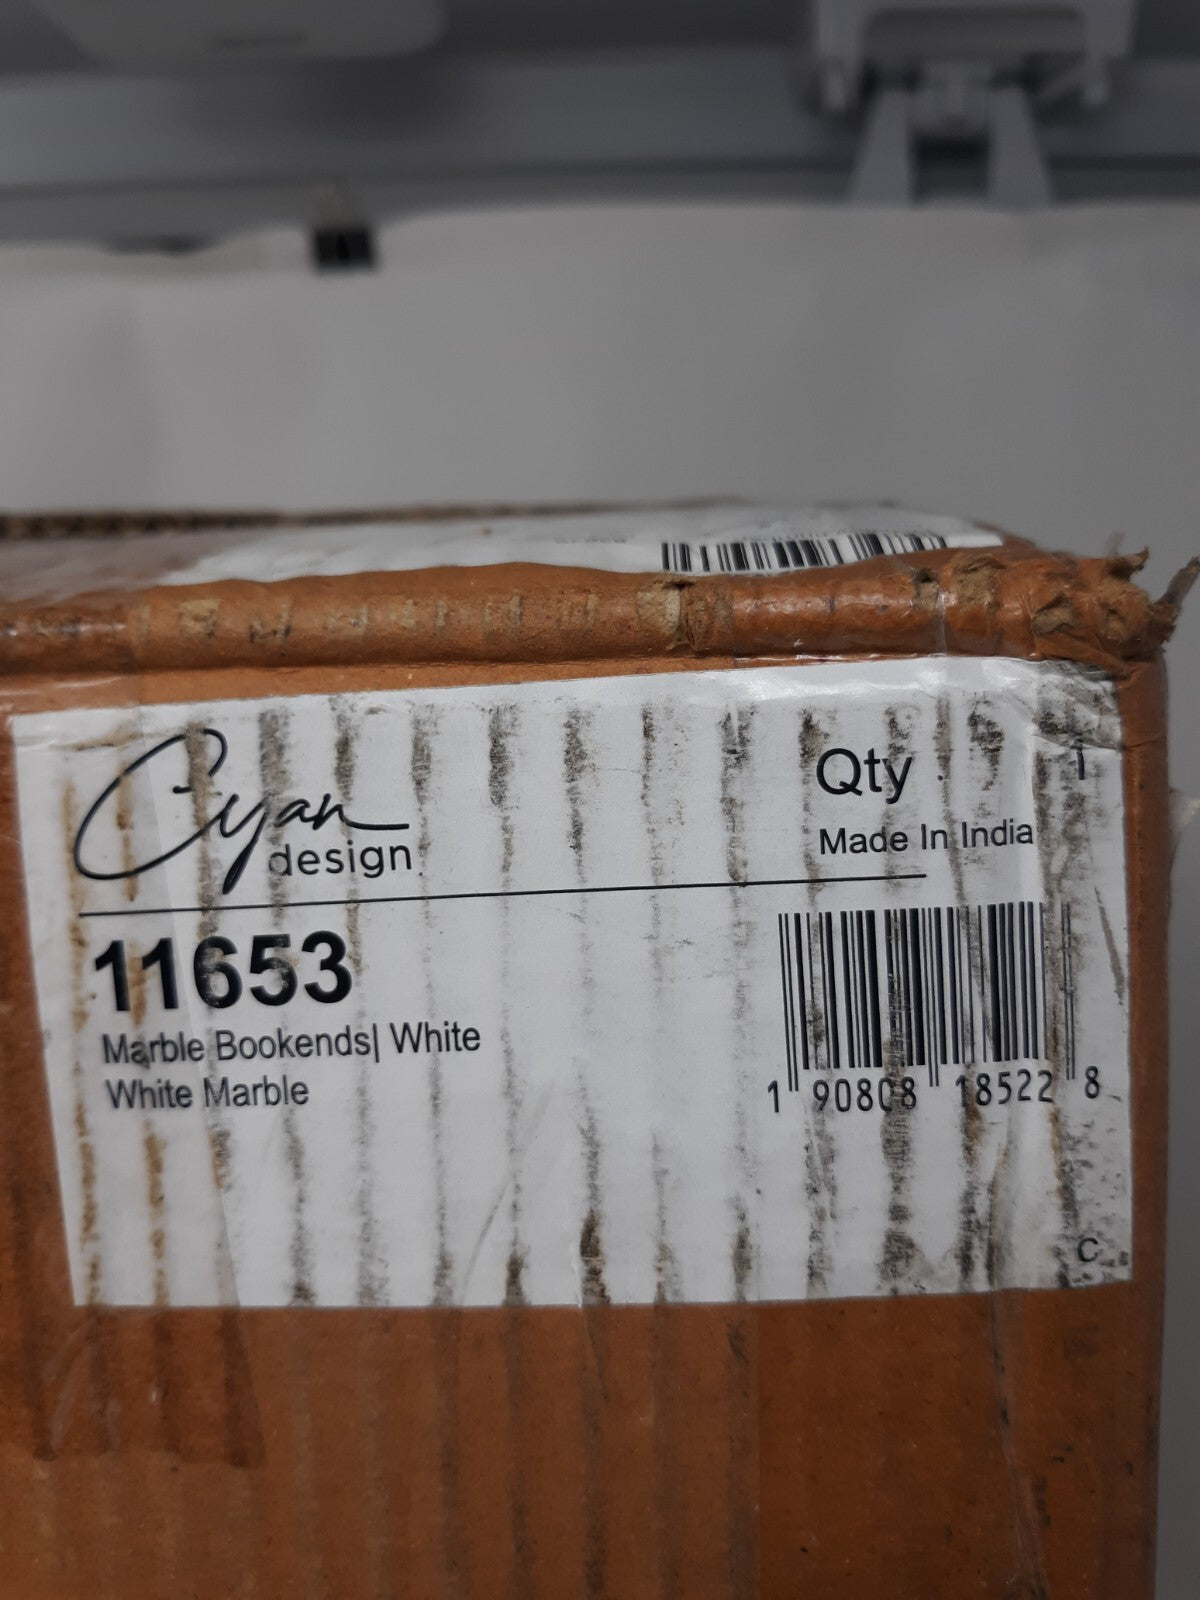 Cyan
design
Qty 1
Made In India
11653
Marble Bookends| White
White Marble
1 90808 18522 8
C